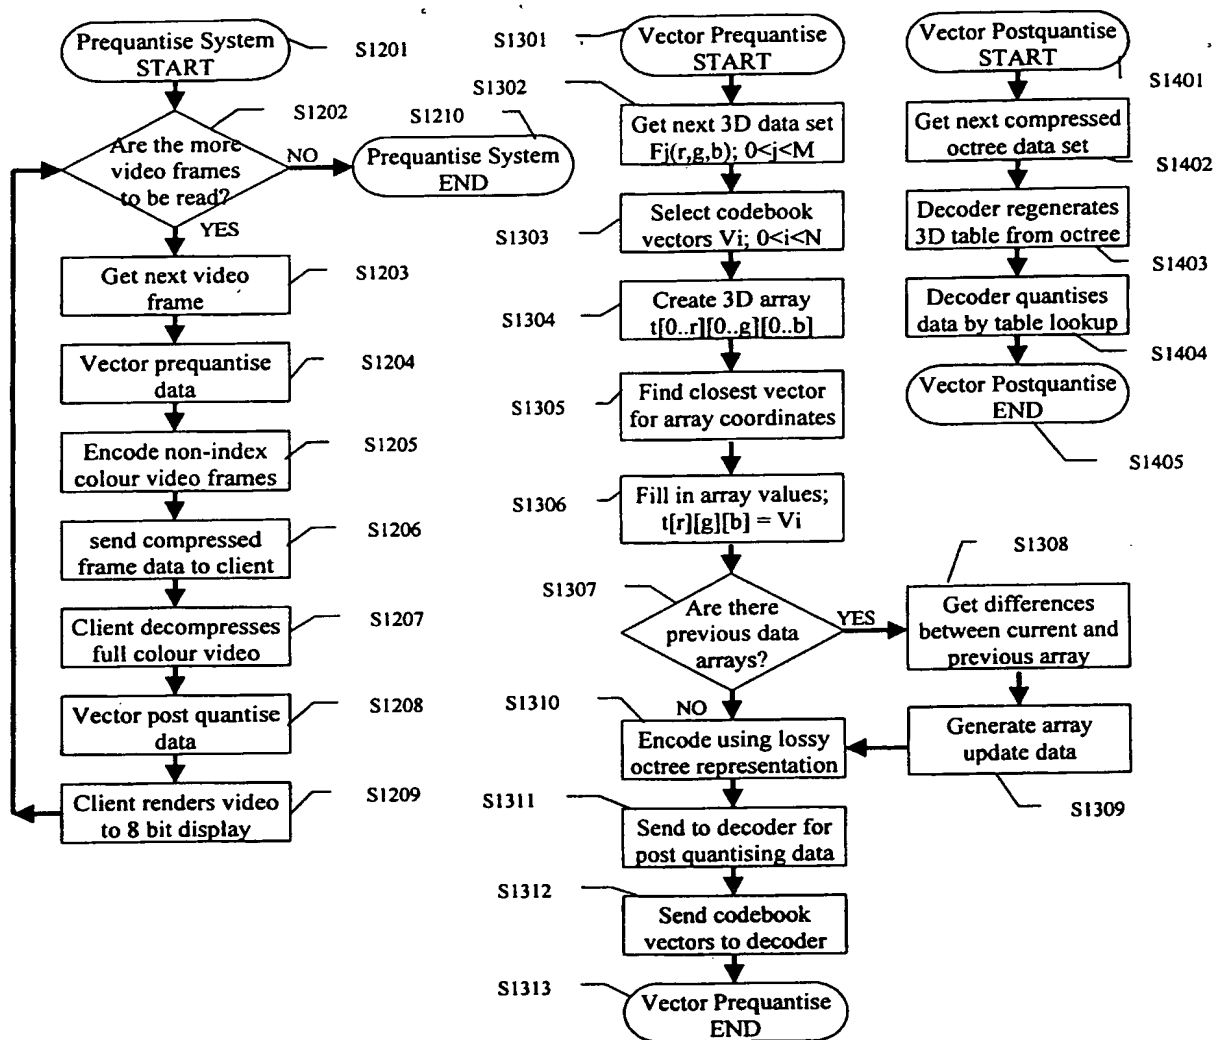 Prequantise System
START
S1201
S1202
Are the more
video frames
to be read?
NO
S1210
Prequantise System
END
YES
Get next video
frame
S1203
Vector prequantise
data
S1204
Encode non-index
colour video frames
S1205
send compressed
frame data to client
S1206
Client decompresses
full colour video
S1207
Vector post quantise
data
S1208
Client renders video
to 8 bit display
S1209
S1301
Vector Prequantise
START
S1302
Get next 3D data set
Fj(r,g,b); 0<j<M
S1303
Select codebook
vectors Vi; 0<i<N
S1304
Create 3D array
t[0..r][0..g][0..b]
S1305
Find closest vector
for array coordinates
S1306
Fill in array values;
t[r][g][b] = Vi
S1307
Are there
previous data
arrays?
YES
S1308
Get differences
between current and
previous array
Generate array
update data
S1309
NO
S1310
Encode using lossy
octree representation
S1311
Send to decoder for
post quantising data
S1312
Send codebook
vectors to decoder
S1313
Vector Prequantise
END
Vector Postquantise
START
S1401
Get next compressed
octree data set
S1402
Decoder regenerates
3D table from octree
S1403
Decoder quantises
data by table lookup
S1404
Vector Postquantise
END
S1405